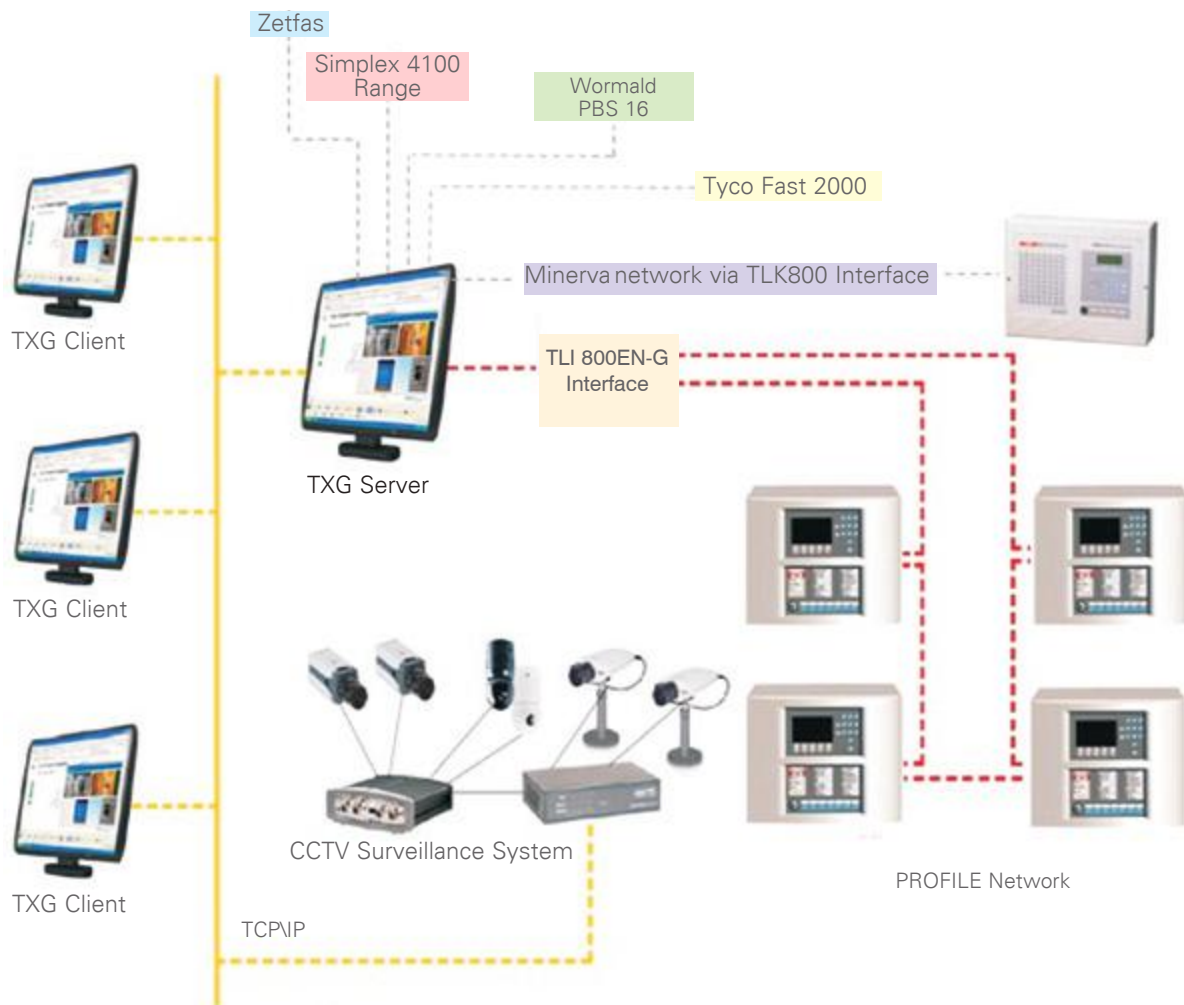 Zetfas
Simplex 4100
Range
Wormald
PBS 16
Tyco Fast 2000
Minerva network via TLK800 Interface
TXG Client
TLI 800EN-G
Interface
TXG Server
TXG Client
CCTV Surveillance System
PROFILE Network
TXG Client
TCP\IP